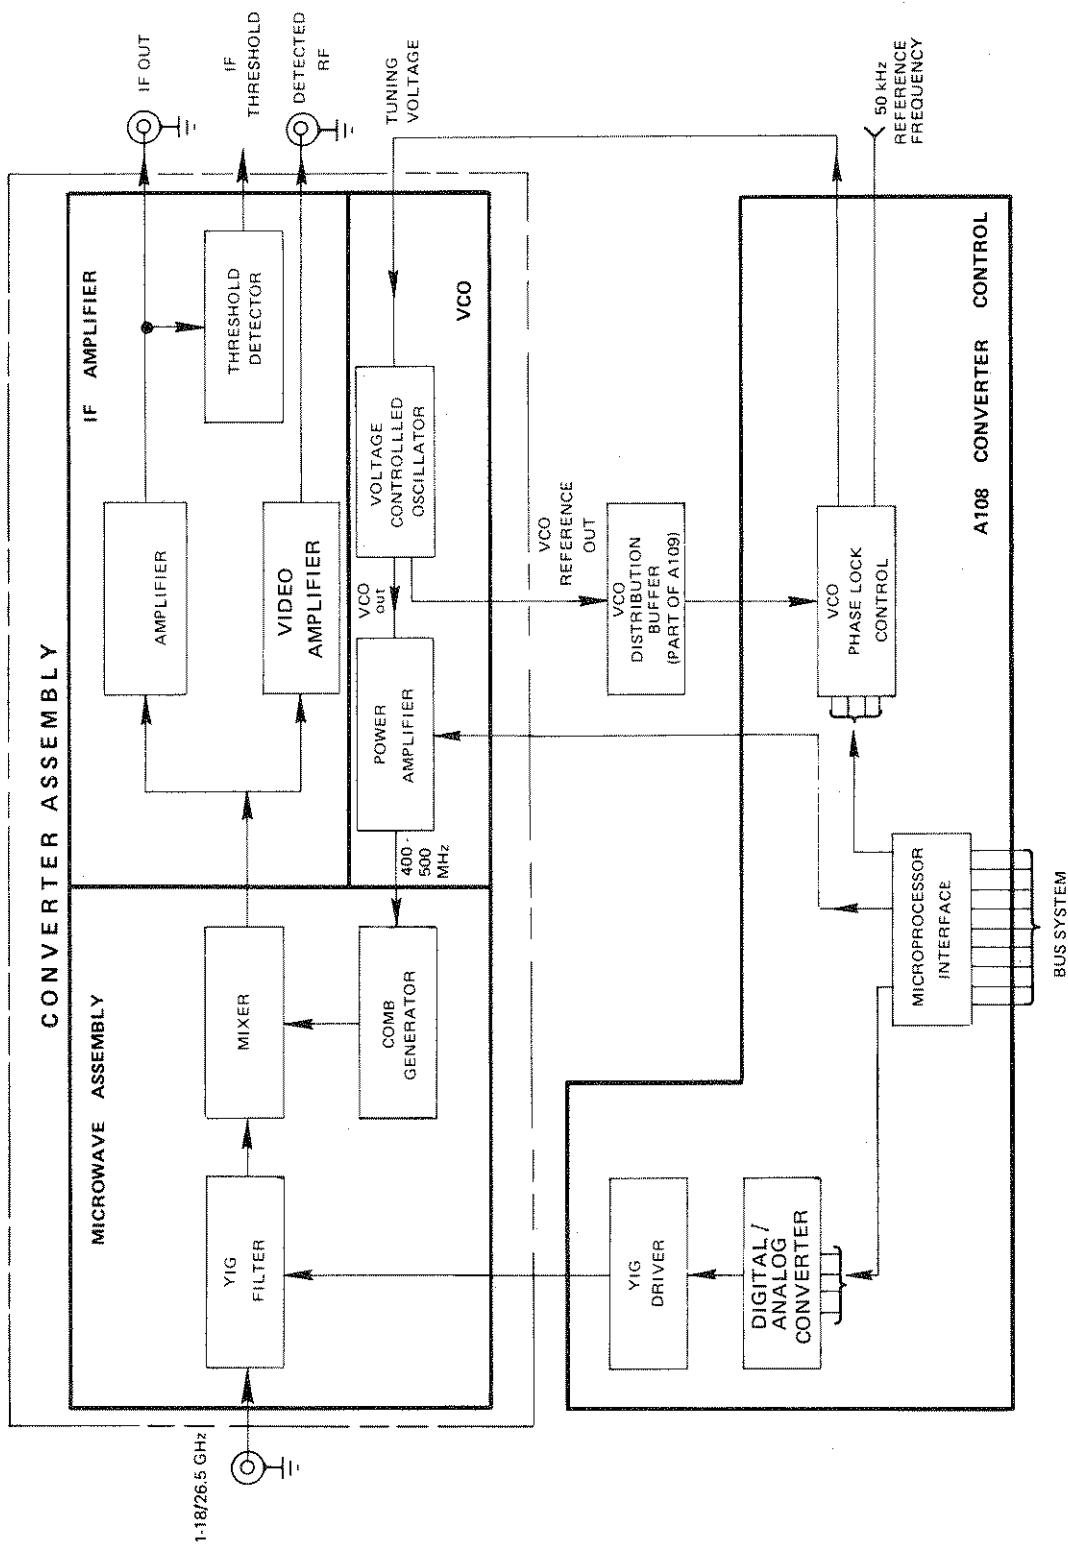 CONVERTER ASSEMBLY
MICROWAVE ASSEMBLY
IF AMPLIFIER
1-18/26.5 GHz
YIG
FILTER
MIXER
COMB
GENERATOR
AMPLIFIER
VIDEO
AMPLIFIER
THRESHOLD
DETECTOR
IF OUT
IF
THRESHOLD
DETECTED
RF
400 -
500
MHz
POWER
AMPLIFIER
VCO
out
VOLTAGE
CONTROLLLED
OSCILLATOR
VCO
TUNING
VOLTAGE
VCO
REFERENCE
OUT
VCO
DISTRIBUTION
BUFFER
(PART OF A109)
YIG
DRIVER
DIGITAL /
ANALOG
CONVERTER
MICROPROCESSOR
INTERFACE
VCO
PHASE LOCK
CONTROL
50 kHz
REFERENCE
FREQUENCY
A108 CONVERTER CONTROL
BUS SYSTEM